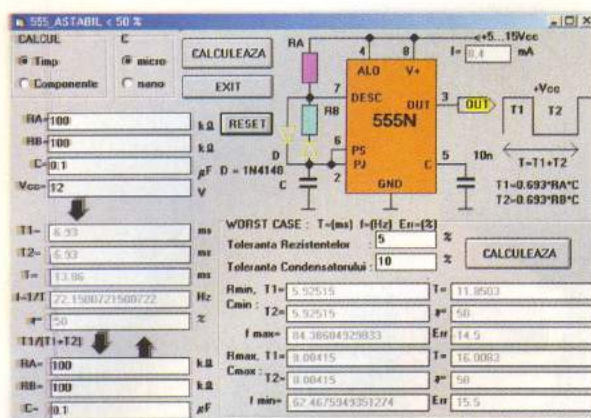 555_ASTABIL < 50 %
CALCUL
Timp
Componente
C
micro
nano
CALCULEAZA
EXIT
RESET
RA= 100 kΩ
RB= 100 kΩ
C= 0.1 µF
Vcc= 12 V
T1= 6.93 ms
T2= 6.93 ms
T= 13.86 ms
f=1/T 72.1500721500722 Hz
50 %
T1/(T1+T2)
RA= 100 kΩ
RB= 100 kΩ
C= 0.1 µF
RA
<+5...15Vcc
I= 8.4 mA
4
8
ALO
V+
7
DESC
RB
OUT
3
OUT
555N
D
6
PS
PJ
2
C
5
10n
GND
D = 1N4148
C
+Vcc
T1
T2
T=T1+T2
T1=0.693*RA*C
T2=0.693*RB*C
WORST CASE : T=(ms) f=(Hz) Err=(%)
Toleranta Rezistentelor : 5 %
Toleranta Condensatorului : 10 %
CALCULEAZA
Rmin, T1= 5.92515 T= 11.8503
Cmin :
T2= 5.92515 50
f max= 84.38604929833 Err -14.5
Rmax, T1= 8.00415 T= 16.0083
Cmax :
T2= 8.00415 50
f min= 62.4675949351274 Err 15.5